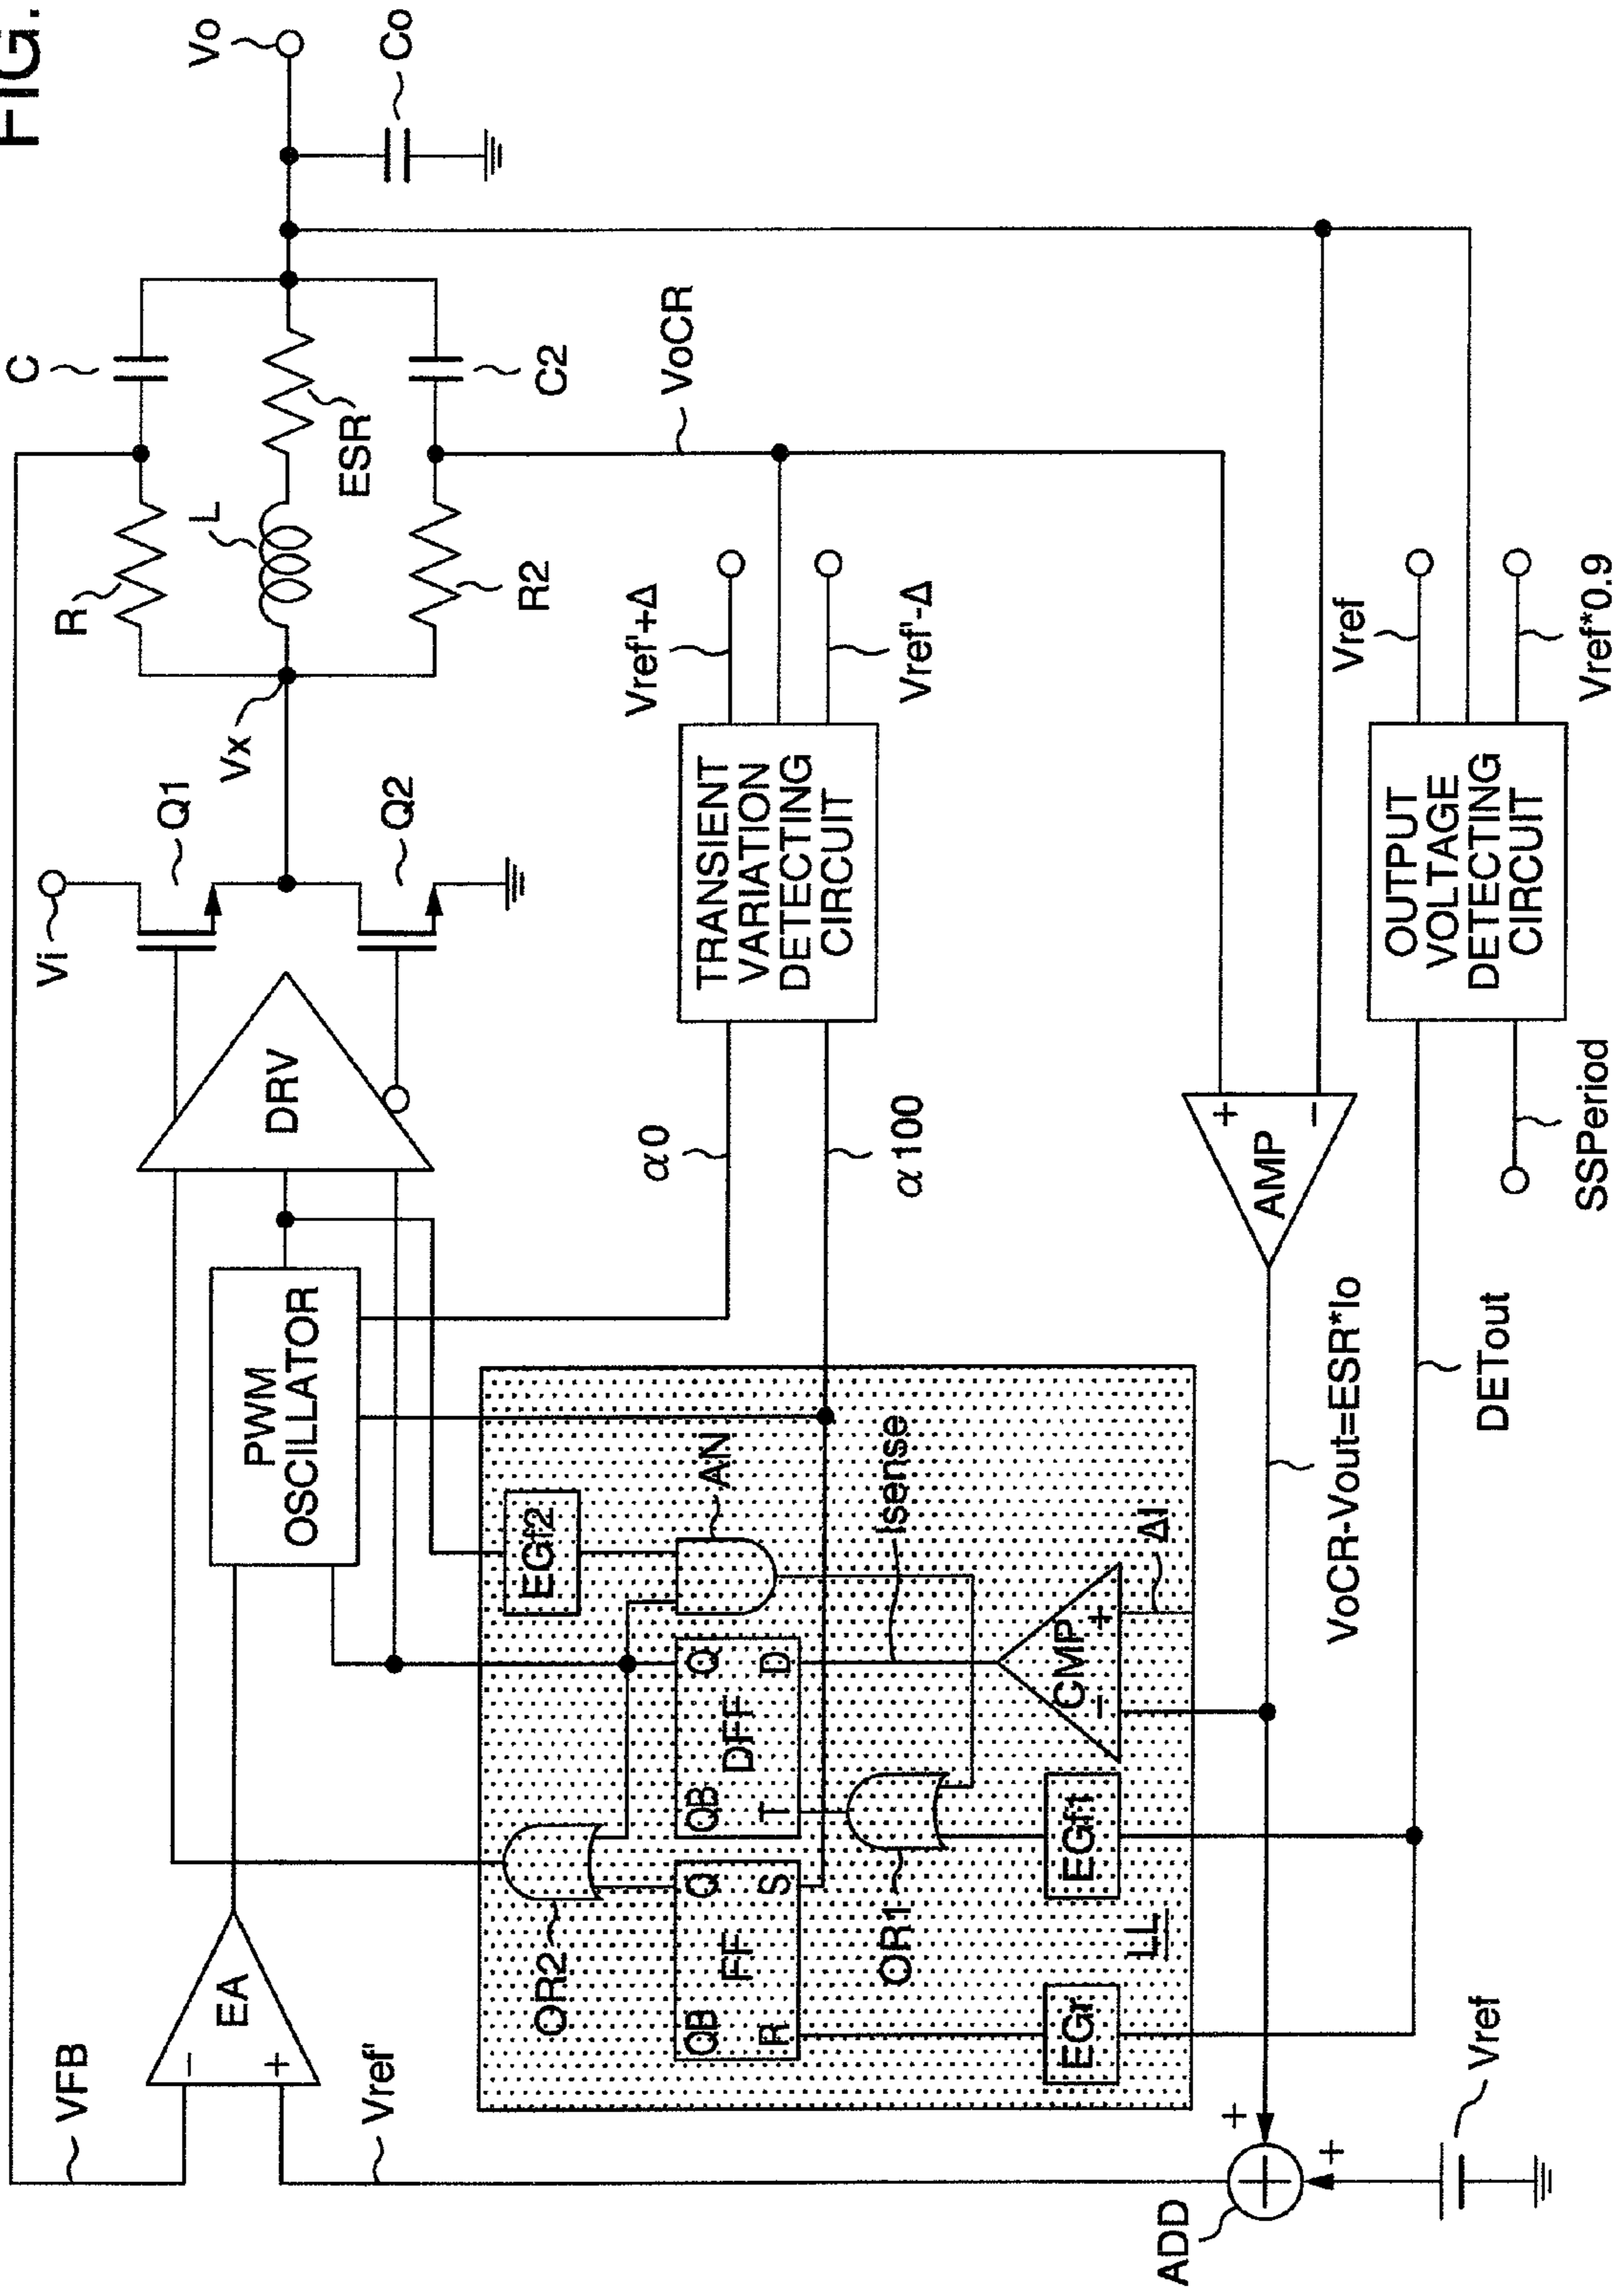 FIG.
VFB
Vref'
EA
PWM
OSCILLATOR
DRV
Vi
Q1
Q2
Vx
R
C
L
ESR
R2
C2
Vo
Co
VoCR
OR2
EGf2
AN
QB
Q
FF
R
S
QB
Q
DFF
T
D
Isense
OR1
EGr
EGf1
CMP
−
+
ΔI
LL
α0
α100
TRANSIENT
VARIATION
DETECTING
CIRCUIT
Vref'+Δ
Vref'-Δ
AMP
+
−
−
+
ADD
+
+
Vref
VoCR-Vout=ESR*Io
DETout
SSPeriod
OUTPUT
VOLTAGE
DETECTING
CIRCUIT
Vref
Vref*0.9